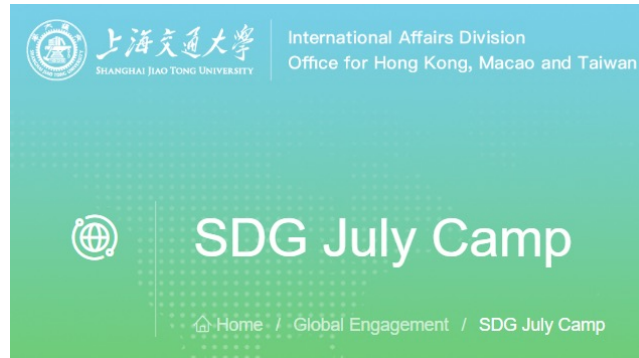 上海交通大學
SHANGHAI JIAO TONG UNIVERSITY
International Affairs Division
Office for Hong Kong, Macao and Taiwan
SDG July Camp
Home / Global Engagement / SDG July Camp